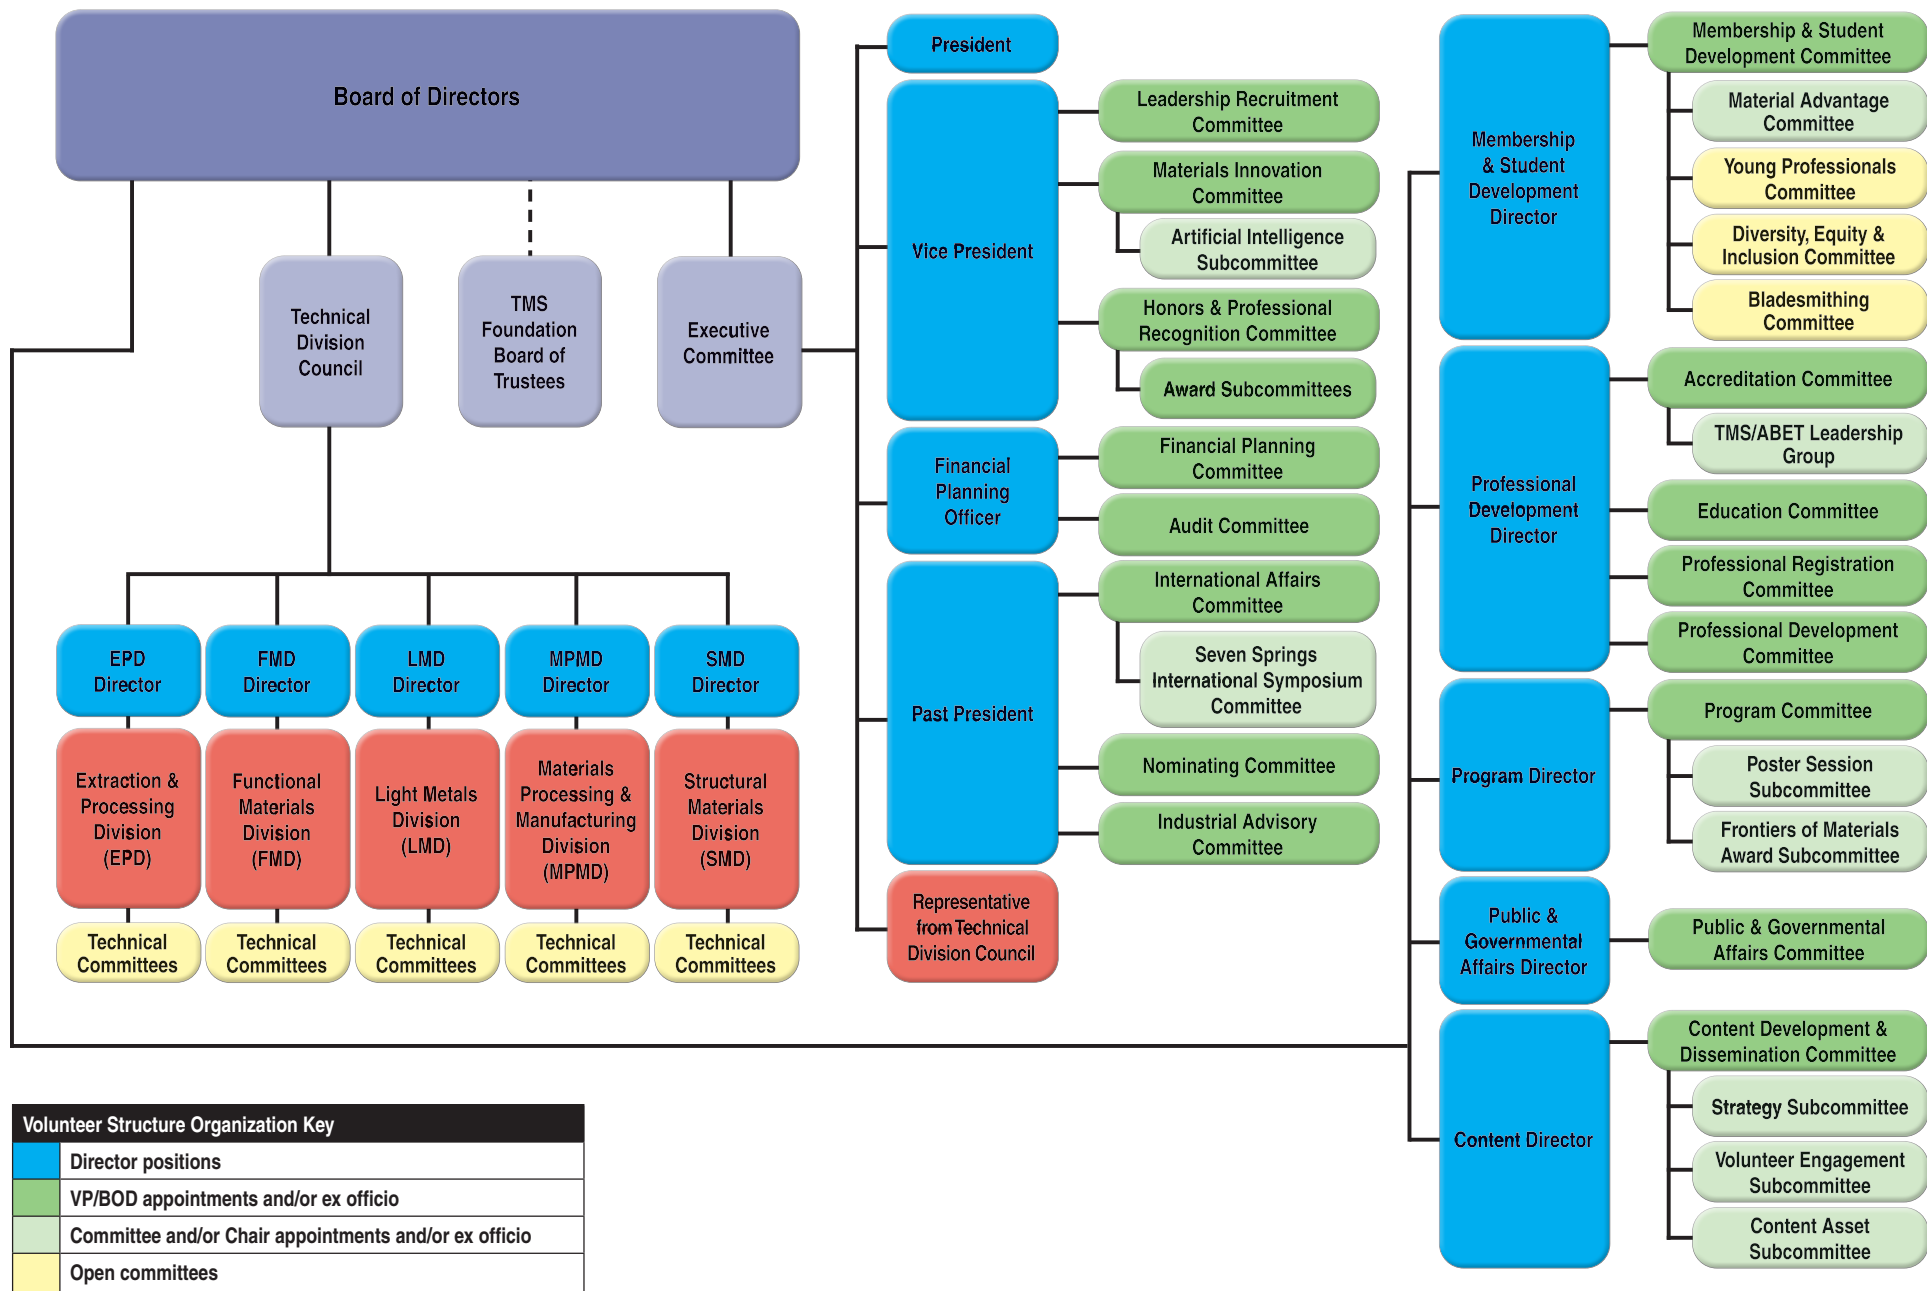 Board of Directors
Technical
Division
Council
TMS
Foundation
Board of
Trustees
Executive
Committee
EPD
Director
FMD
Director
LMD
Director
MPMD
Director
SMD
Director
Extraction &
Processing
Division
(EPD)
Functional
Materials
Division
(FMD)
Light Metals
Division
(LMD)
Materials
Processing &
Manufacturing
Division
(MPMD)
Structural
Materials
Division
(SMD)
Technical
Committees
Technical
Committees
Technical
Committees
Technical
Committees
Technical
Committees
President
Vice President
Leadership Recruitment
Committee
Materials Innovation
Committee
Artificial Intelligence
Subcommittee
Honors & Professional
Recognition Committee
Award Subcommittees
Financial
Planning
Officer
Financial Planning
Committee
Audit Committee
Past President
International Affairs
Committee
Seven Springs
International Symposium
Committee
Nominating Committee
Industrial Advisory
Committee
Representative
from Technical
Division Council
Membership
& Student
Development
Director
Membership & Student
Development Committee
Material Advantage
Committee
Young Professionals
Committee
Diversity, Equity &
Inclusion Committee
Bladesmithing
Committee
Professional
Development
Director
Accreditation Committee
TMS/ABET Leadership
Group
Education Committee
Professional Registration
Committee
Professional Development
Committee
Program Director
Program Committee
Poster Session
Subcommittee
Frontiers of Materials
Award Subcommittee
Public &
Governmental
Affairs Director
Public & Governmental
Affairs Committee
Content Director
Content Development &
Dissemination Committee
Strategy Subcommittee
Volunteer Engagement
Subcommittee
Content Asset
Subcommittee
Volunteer Structure Organization Key
Director positions
VP/BOD appointments and/or ex officio
Committee and/or Chair appointments and/or ex officio
Open committees